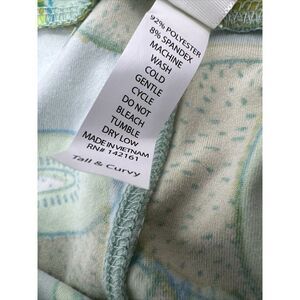 92% POLYESTER
8% SPANDEX
MACHINE
WASH
COLD
GENTLE
CYCLE
DO NOT
BLEACH
TUMBLE
DRY LOW
MADE IN VIETNAM
RN# 142161
Tall & Curvy